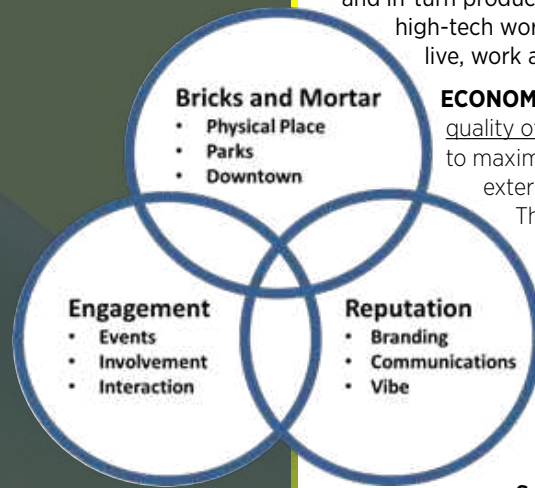 and in turn produc
high-tech wor
live, work a
ECONOM
quality o
to maxim
exter
Th
Bricks and Mortar
• Physical Place
• Parks
• Downtown
Engagement
• Events
• Involvement
• Interaction
Reputation
• Branding
• Communications
• Vibe